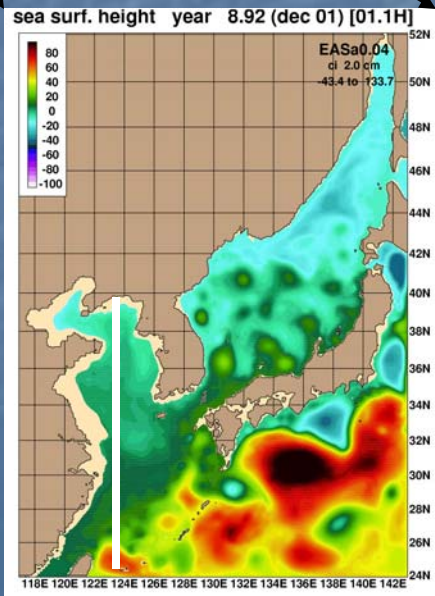 sea surf. height year 8.92 (dec 01) [01.1H]
EASa0.04
ci 2.0 cm
-43.4 to 133.7
80
60
40
20
0
-20
-40
-60
-80
-100
52N
50N
48N
46N
44N
42N
40N
38N
36N
34N
32N
30N
28N
26N
24N
118E 120E 122E 124E 126E 128E 130E 132E 134E 136E 138E 140E 142E